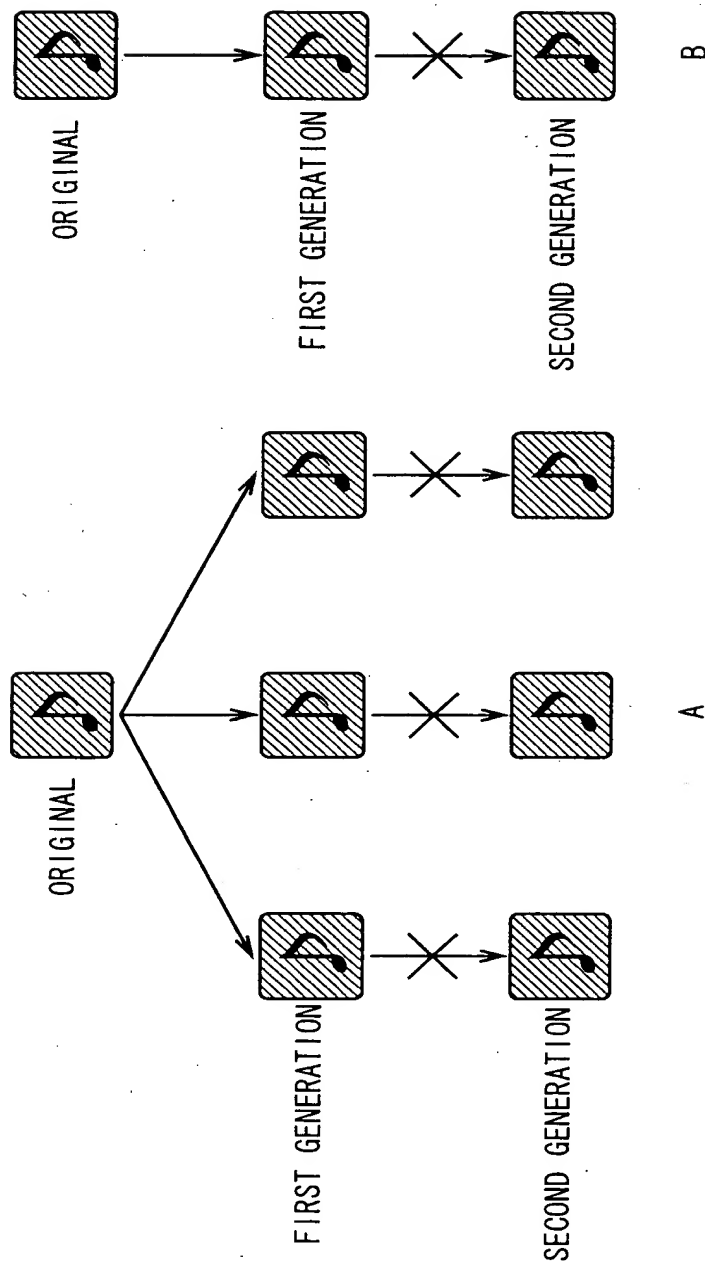 ORIGINAL
FIRST GENERATION
SECOND GENERATION
A
ORIGINAL
FIRST GENERATION
SECOND GENERATION
B